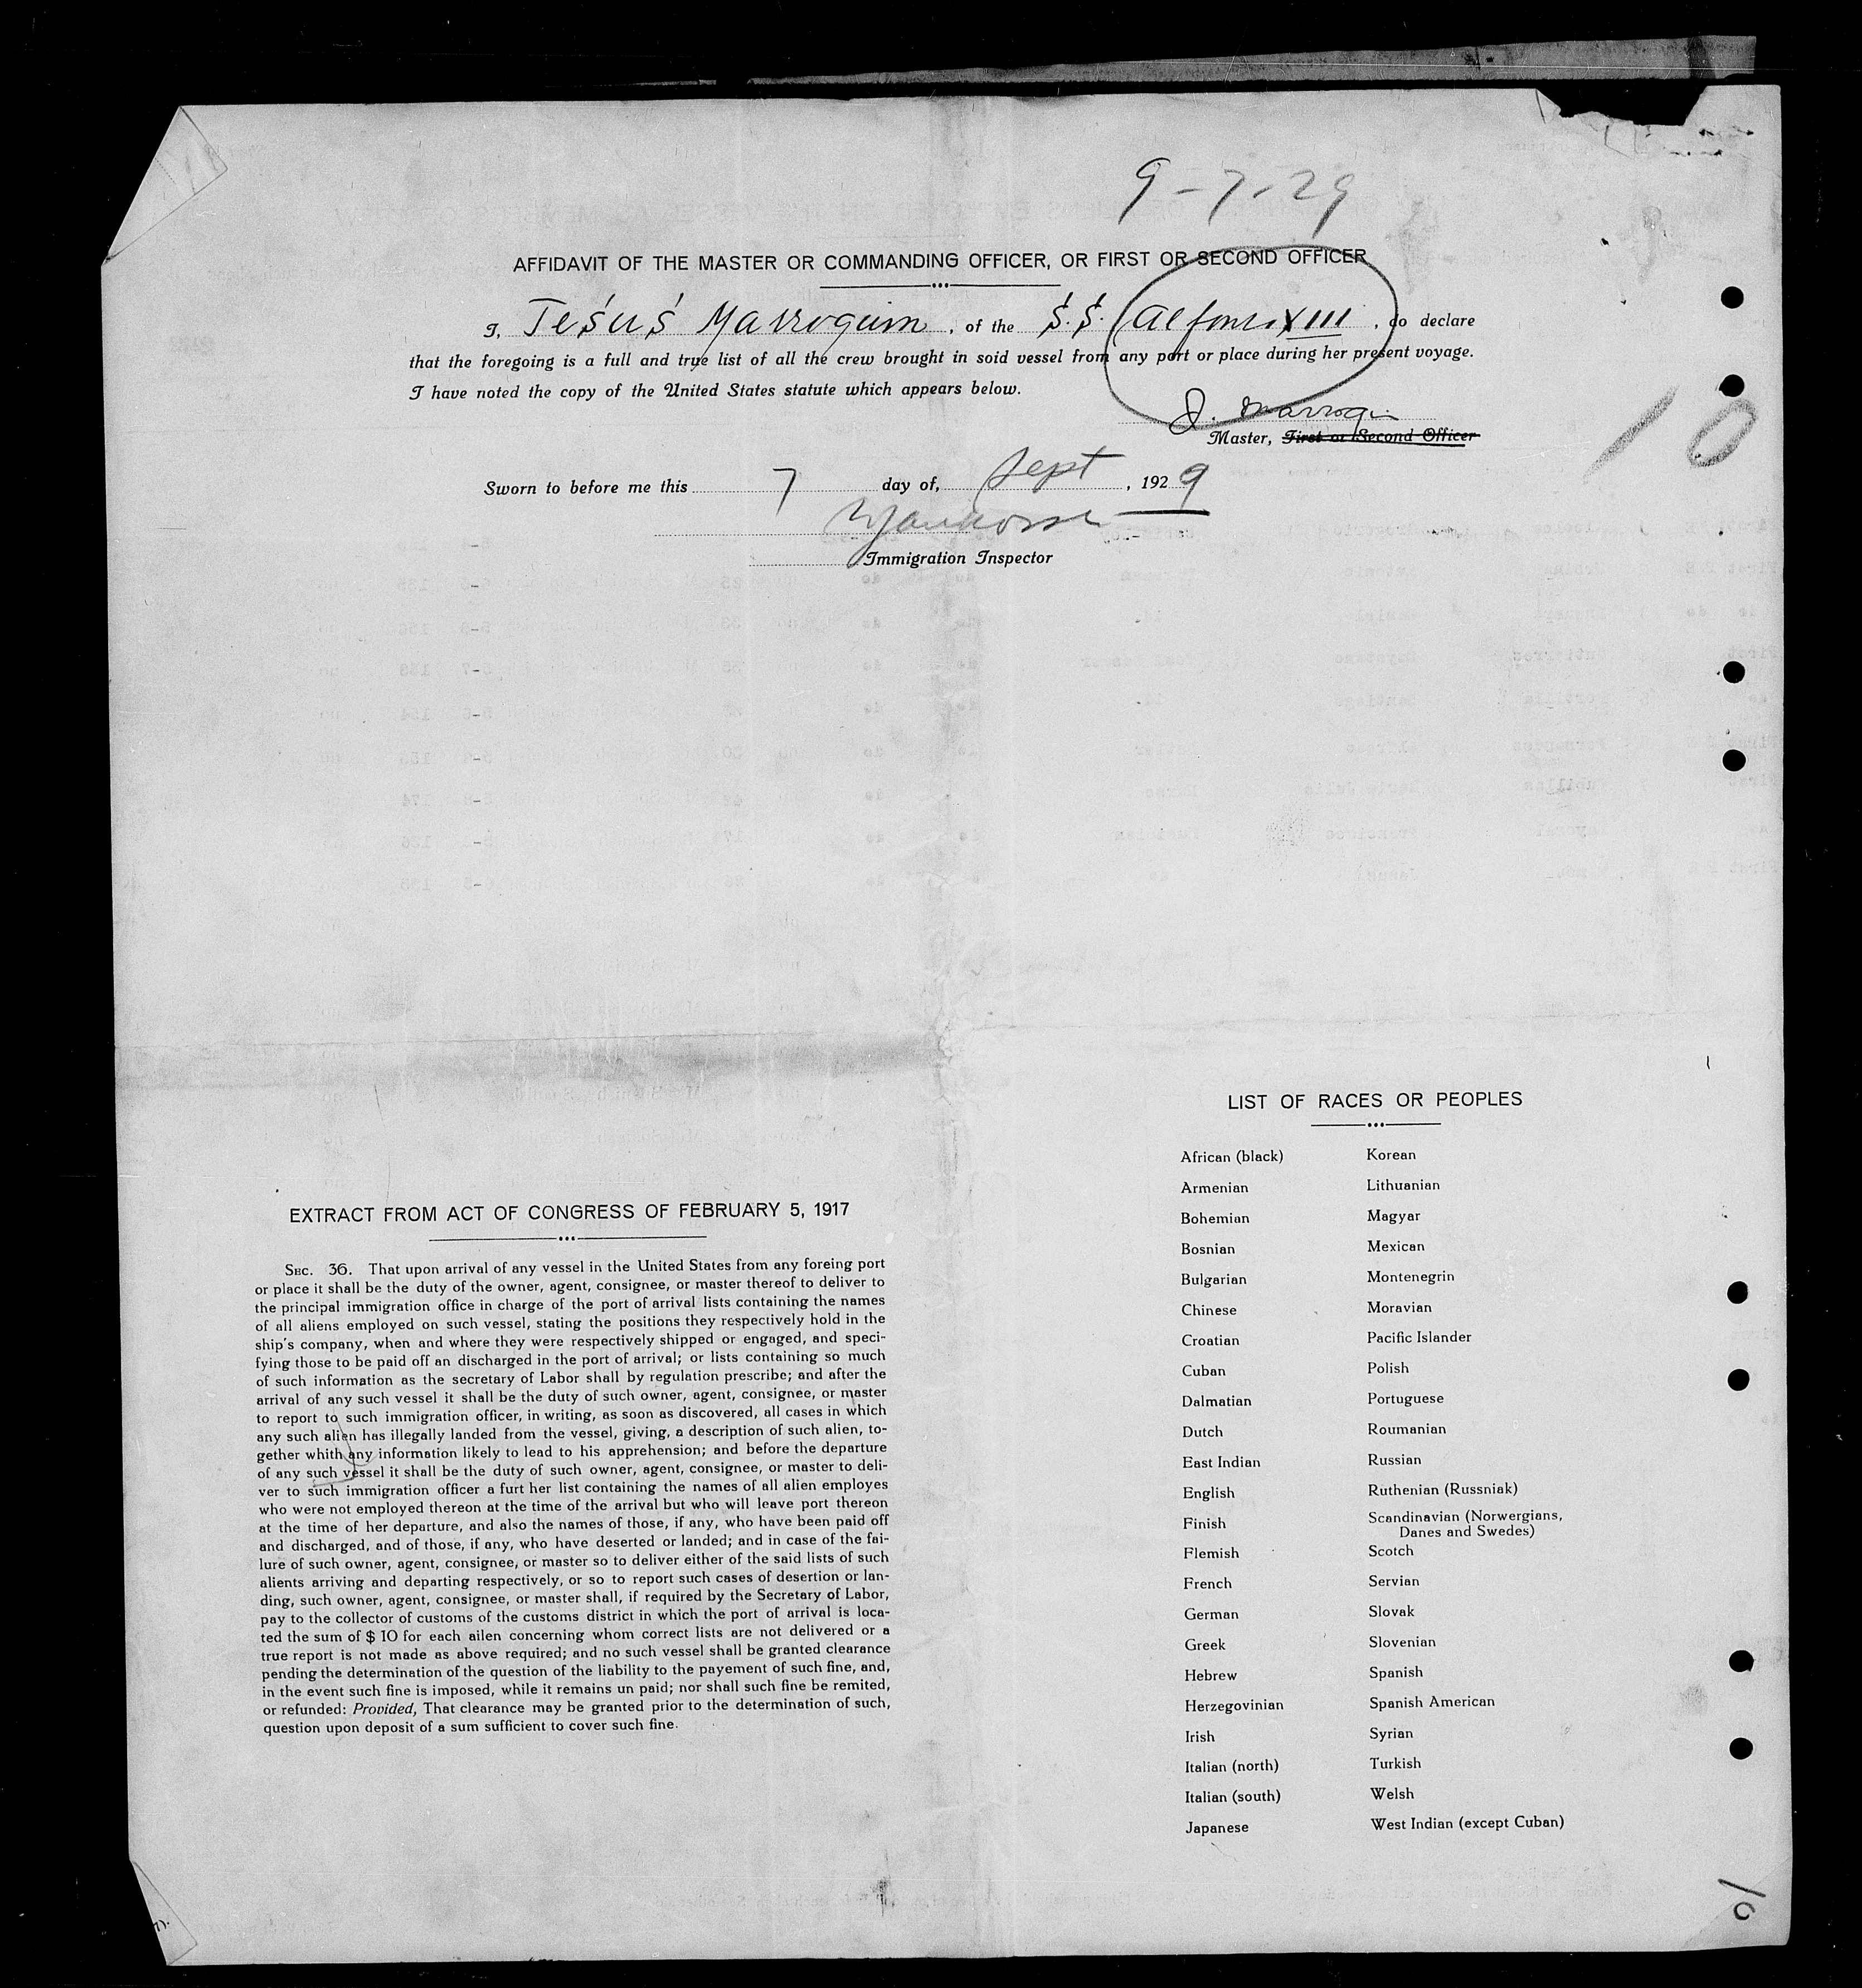 9-7-29
AFFIDAVIT OF THE MASTER OR COMMANDING OFFICER, OR FIRST OR SECOND OFFICER
I, Jesús Marroquin, of the S.S. Alfonso XIII, do declare
that the foregoing is a full and true list of all the crew brought in soid vessel from any port or place during her present voyage.
I have noted the copy of the United States statute which appears below.
J. Marroqin
Master, First or Second Officer
10
Sworn to before me this 7 day of, Sept, 1929
Immigration Inspector
LIST OF RACES OR PEOPLES
African (black) Korean
Armenian Lithuanian
Bohemian Magyar
Bosnian Mexican
Bulgarian Montenegrin
Chinese Moravian
Croatian Pacific Islander
Cuban Polish
Dalmatian Portuguese
Dutch Roumanian
East Indian Russian
English Ruthenian (Russniak)
Finish Scandinavian (Norwergians,
Danes and Swedes)
Flemish Scotch
French Servian
German Slovak
Greek Slovenian
Hebrew Spanish
Herzegovinian Spanish American
Irish Syrian
Italian (north) Turkish
Italian (south) Welsh
Japanese West Indian (except Cuban)
EXTRACT FROM ACT OF CONGRESS OF FEBRUARY 5, 1917
SEC. 36. That upon arrival of any vessel in the United States from any foreing port
or place it shall be the duty of the owner, agent, consignee, or master thereof to deliver to
the principal immigration office in charge of the port of arrival lists containing the names
of all aliens employed on such vessel, stating the positions they respectively hold in the
ship's company, when and where they were respectively shipped or engaged, and speci-
fying those to be paid off an discharged in the port of arrival; or lists containing so much
of such information as the secretary of Labor shall by regulation prescribe; and after the
arrival of any such vessel it shall be the duty of such owner, agent, consignee, or master
to report to such immigration officer, in writing, as soon as discovered, all cases in which
any such alien has illegally landed from the vessel, giving, a description of such alien, to-
gether whith any information likely to lead to his apprehension; and before the departure
of any such vessel it shall be the duty of such owner, agent, consignee, or master to deli-
ver to such immigration officer a furt her list containing the names of all alien employes
who were not employed thereon at the time of the arrival but who will leave port thereon
at the time of her departure, and also the names of those, if any, who have been paid off
and discharged, and of those, if any, who have deserted or landed; and in case of the fai-
lure of such owner, agent, consignee, or master so to deliver either of the said lists of such
alients arriving and departing respectively, or so to report such cases of desertion or lan-
ding, such owner, agent, consignee, or master shall, if required by the Secretary of Labor,
pay to the collector of customs of the customs district in which the port of arrival is loca-
ted the sum of $ 10 for each ailen concerning whom correct lists are not delivered or a
true report is not made as above required; and no such vessel shall be granted clearance
pending the determination of the question of the liability to the payement of such fine, and,
in the event such fine is imposed, while it remains un paid; nor shall such fine be remited,
or refunded: Provided, That clearance may be granted prior to the determination of such,
question upon deposit of a sum sufficient to cover such fine.
10